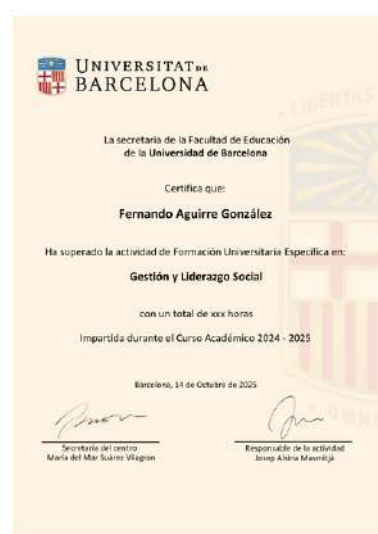 UNIVERSITAT DE
BARCELONA
LIBERTAS
La secretaria de la Facultad de Educación
de la Universidad de Barcelona
Certifica que:
Fernando Aguirre González
Ha superado la actividad de Formación Universitaria Específica en:
Gestión y Liderazgo Social
con un total de xxx horas
Impartida durante el Curso Académico 2024 - 2025
Barcelona, 14 de Octubre de 2025
Secretaria del centro
María del Mar Suárez Vilagran
Responsable de la actividad
Josep Alsina Masmitjà